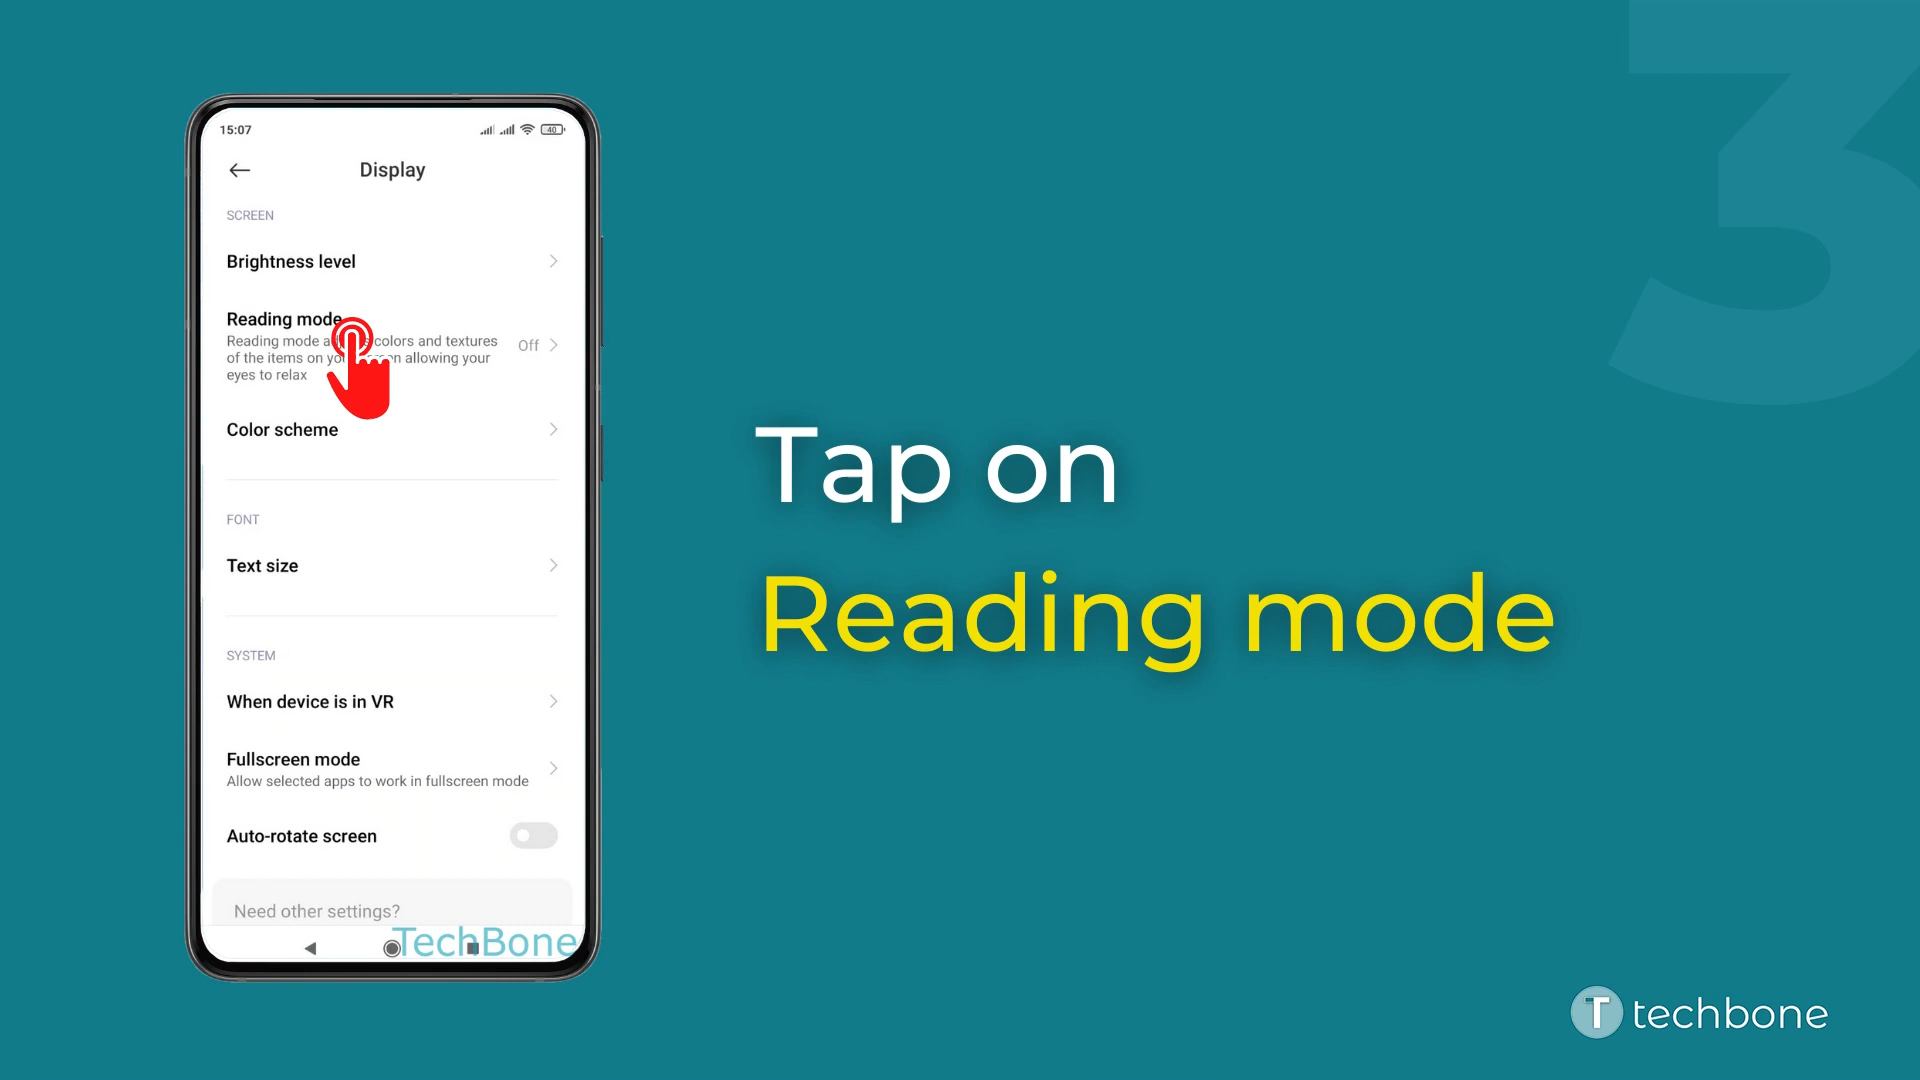 3
15:07
40
Display
SCREEN
Brightness level
Reading mode
Reading mode a colors and textures
of the items on your allowing your
eyes to relax
Off
Color scheme
FONT
Text size
SYSTEM
When device is in VR
Fullscreen mode
Allow selected apps to work in fullscreen mode
Auto-rotate screen
Need other settings?
TechBone
Tap on
Reading mode
T techbone